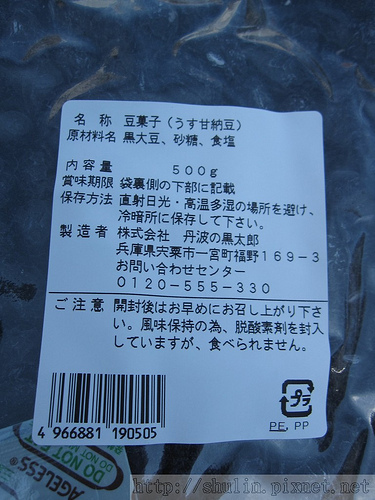 名 称 豆菓子(うす甘納豆)
原材料名 黒大豆、砂糖、食塩
内容量 500g
賞味期限 袋裏側の下部に記載
保存方法 直射日光・高温多湿の場所を避け、
冷暗所に保存して下さい。
製造者 株式会社 丹波の黒太郎
兵庫県宍粟市一宮町福野169-3
お問い合わせセンター
0120-555-330
ご注意 開封後はお早めにお召し上がり下さ
い。風味保持の為、脱酸素剤を封入
していますが、食べられません。
4 966881 190505
プラ
PE, PP
AGELESS®
DO NOT
http://shulin.pixnet.net